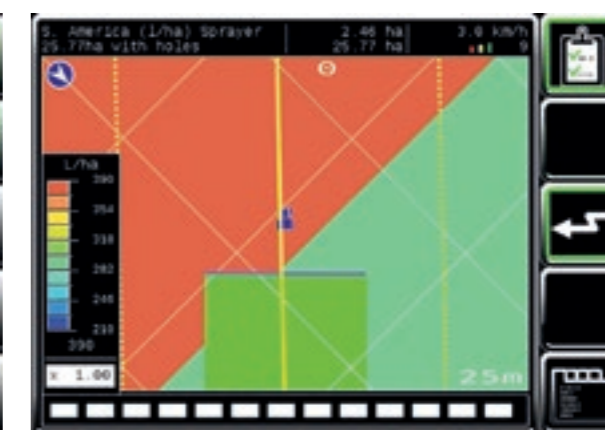 S. America (l/ha) Sprayer 2.46 ha 3.0 km/h
25.77ha with holes 25.77 ha 9
L/ha
390
354
318
282
246
210
390
x 1.00
25m